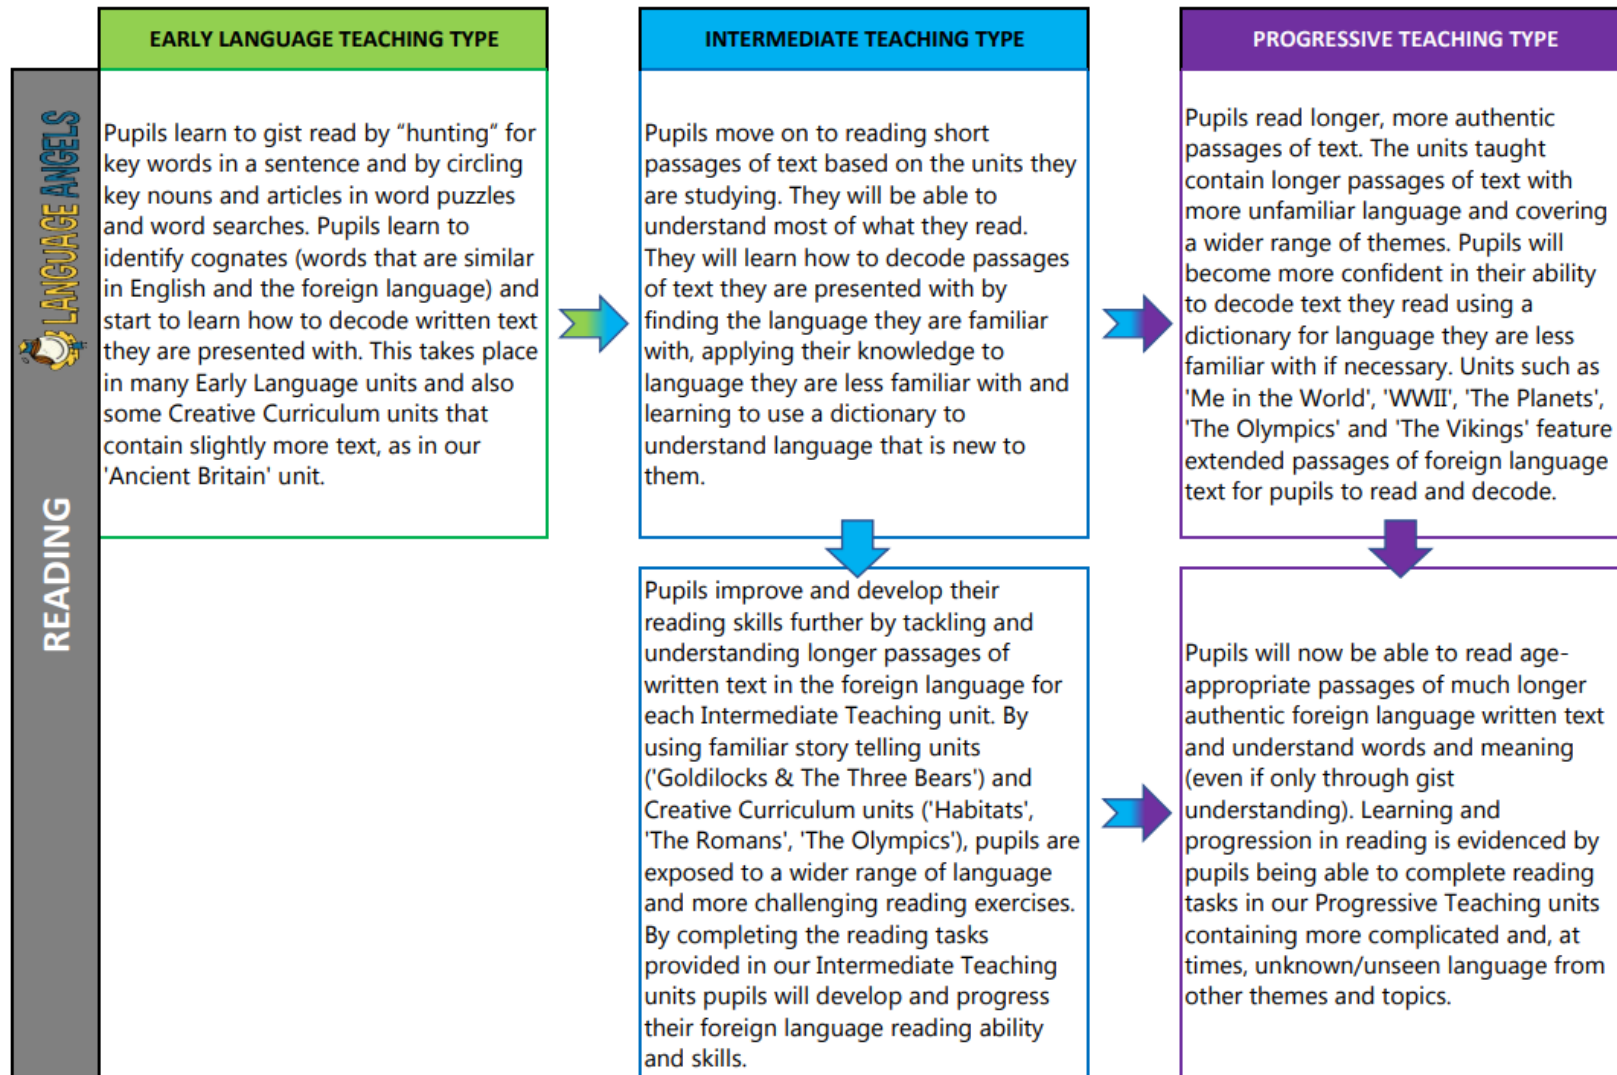 EARLY LANGUAGE TEACHING TYPE
INTERMEDIATE TEACHING TYPE
PROGRESSIVE TEACHING TYPE
LANGUAGE ANGELS
READING
Pupils learn to gist read by “hunting” for
key words in a sentence and by circling
key nouns and articles in word puzzles
and word searches. Pupils learn to
identify cognates (words that are similar
in English and the foreign language) and
start to learn how to decode written text
they are presented with. This takes place
in many Early Language units and also
some Creative Curriculum units that
contain slightly more text, as in our
'Ancient Britain' unit.
Pupils move on to reading short
passages of text based on the units they
are studying. They will be able to
understand most of what they read.
They will learn how to decode passages
of text they are presented with by
finding the language they are familiar
with, applying their knowledge to
language they are less familiar with and
learning to use a dictionary to
understand language that is new to
them.
Pupils read longer, more authentic
passages of text. The units taught
contain longer passages of text with
more unfamiliar language and covering
a wider range of themes. Pupils will
become more confident in their ability
to decode text they read using a
dictionary for language they are less
familiar with if necessary. Units such as
'Me in the World', 'WWII', 'The Planets',
'The Olympics' and 'The Vikings' feature
extended passages of foreign language
text for pupils to read and decode.
Pupils improve and develop their
reading skills further by tackling and
understanding longer passages of
written text in the foreign language for
each Intermediate Teaching unit. By
using familiar story telling units
('Goldilocks & The Three Bears') and
Creative Curriculum units ('Habitats',
'The Romans', 'The Olympics'), pupils are
exposed to a wider range of language
and more challenging reading exercises.
By completing the reading tasks
provided in our Intermediate Teaching
units pupils will develop and progress
their foreign language reading ability
and skills.
Pupils will now be able to read age-
appropriate passages of much longer
authentic foreign language written text
and understand words and meaning
(even if only through gist
understanding). Learning and
progression in reading is evidenced by
pupils being able to complete reading
tasks in our Progressive Teaching units
containing more complicated and, at
times, unknown/unseen language from
other themes and topics.